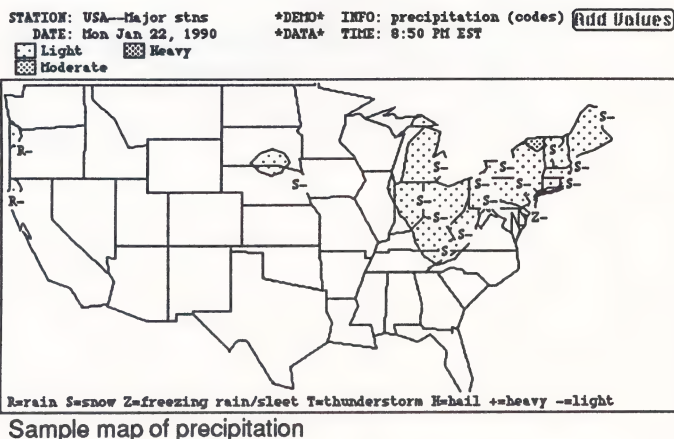 STATION: USA--Major stns *DEMO* INFO: precipitation (codes) Add Values
DATE: Mon Jan 22, 1990 *DATA* TIME: 8:50 PM EST
Light Heavy
Moderate
S-
R-
S
S-
S-
S-
S-
S-
S-
R-
S-
S-
S-
S-
Z-
S-
S-
R=rain S=snow Z=freezing rain/sleet T=thunderstorm H=hail +=heavy -=light
Sample map of precipitation